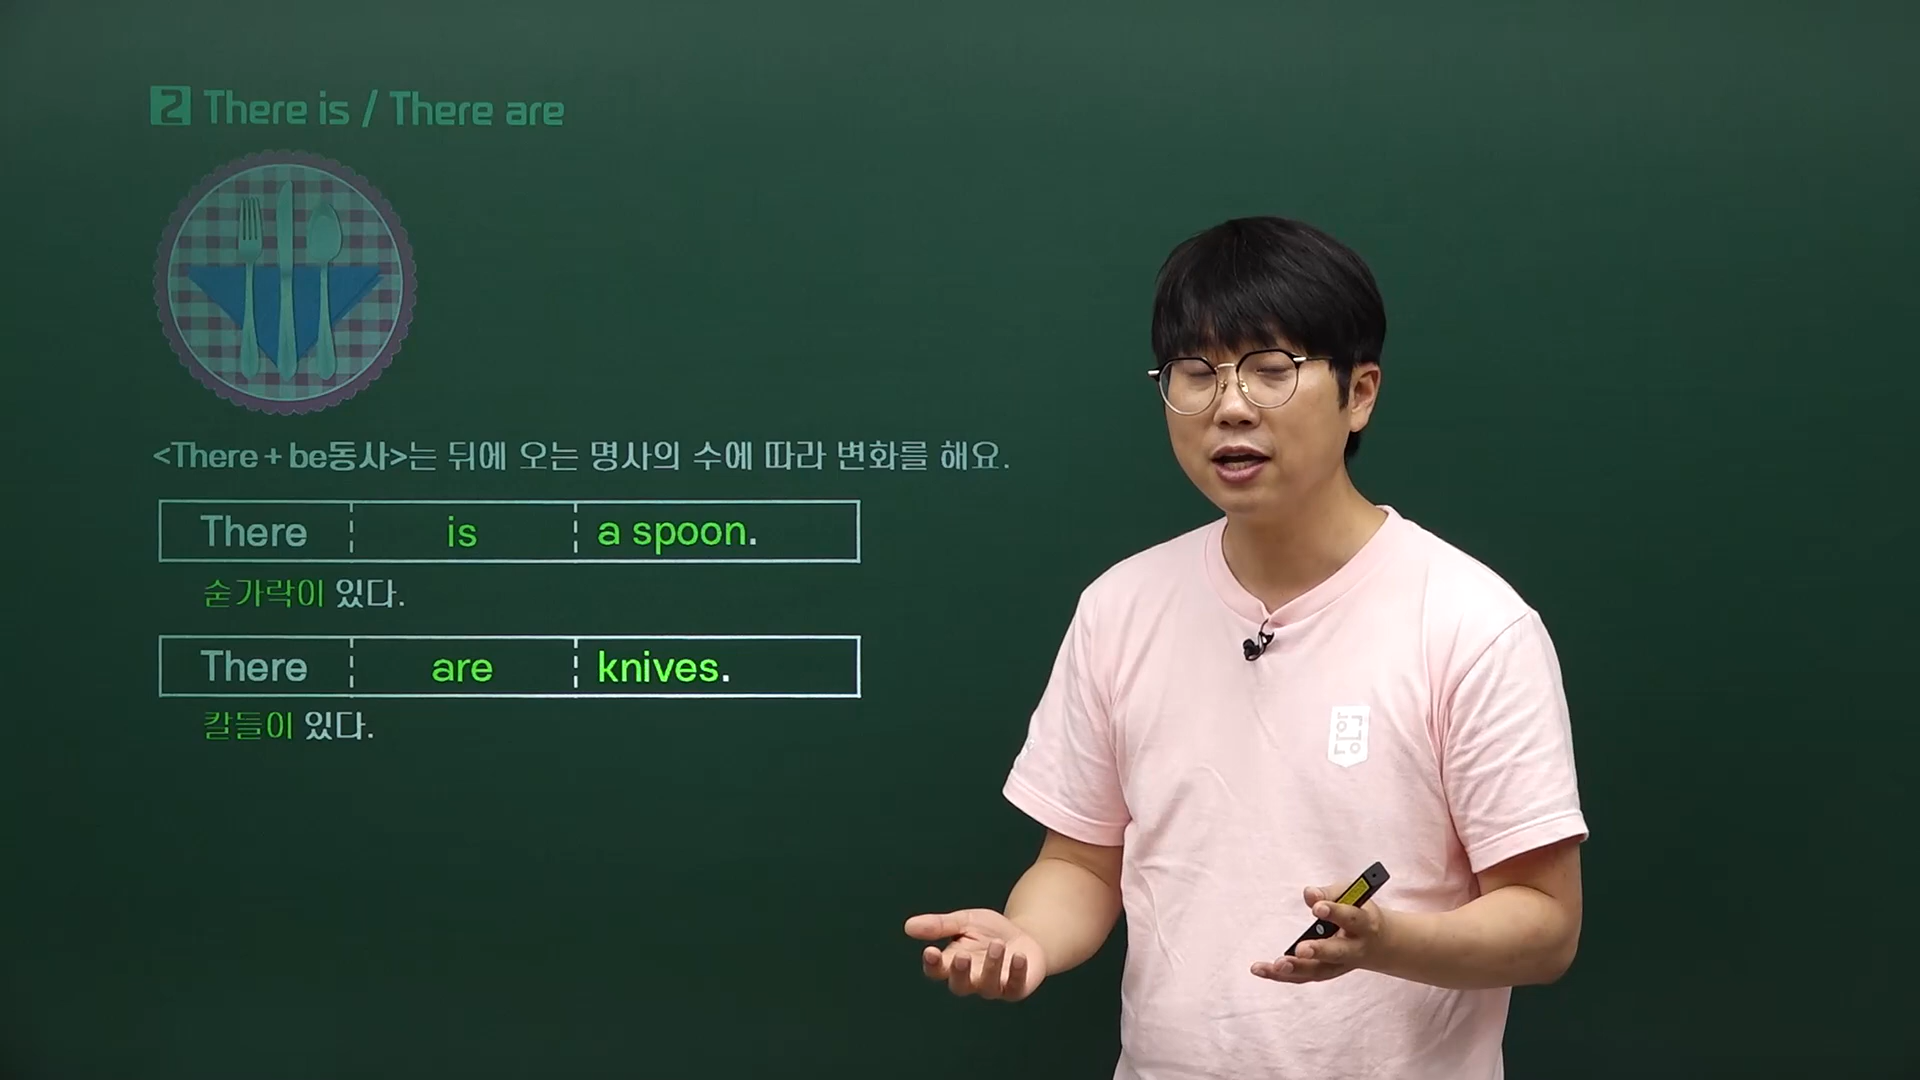 2 There is / There are
<There + be동사>는 뒤에 오는 명사의 수에 따라 변화를 해요.
There is a spoon.
숟가락이 있다.
There are knives.
칼들이 있다.